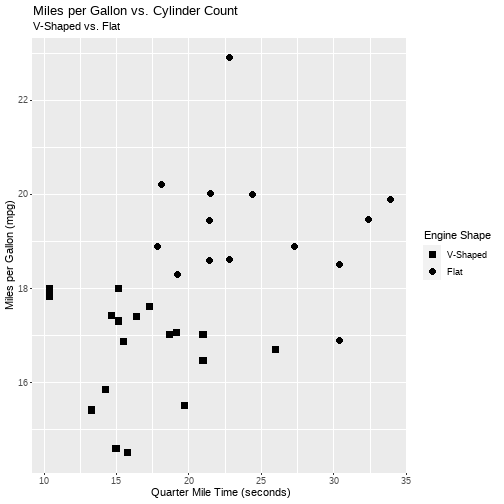 Miles per Gallon vs. Cylinder Count
V-Shaped vs. Flat
Miles per Gallon (mpg)
22
20
18
16
10
15
20
25
30
35
Quarter Mile Time (seconds)
Engine Shape
V-Shaped
Flat